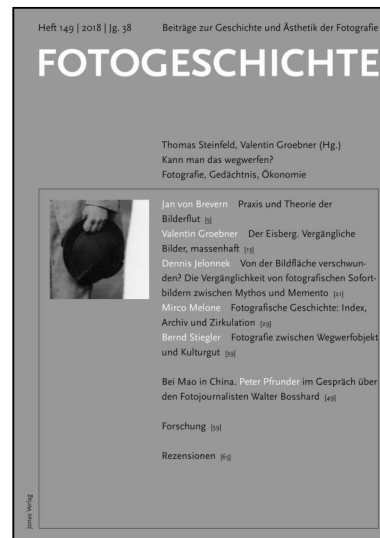 Heft 149 | 2018 | Jg. 38 Beiträge zur Geschichte und Ästhetik der Fotografie
FOTOGESCHICHTE
Thomas Steinfeld, Valentin Groebner (Hg.)
Kann man das wegwerfen?
Fotografie, Gedächtnis, Ökonomie
Jan von Brevern Praxis und Theorie der
Bilderflut [5]
Valentin Groebner Der Eisberg. Vergängliche
Bilder, massenhaft [13]
Dennis Jelonnek Von der Bildfläche verschwun-
den? Die Vergänglichkeit von fotografischen Sofort-
bildern zwischen Mythos und Memento [21]
Mirco Melone Fotografische Geschichte: Index,
Archiv und Zirkulation [29]
Bernd Stiegler Fotografie zwischen Wegwerfobjekt
und Kulturgut [39]
Bei Mao in China. Peter Pfrunder im Gespräch über
den Fotojournalisten Walter Bosshard [49]
Forschung [59]
Rezensionen [65]
Jonas Verlag